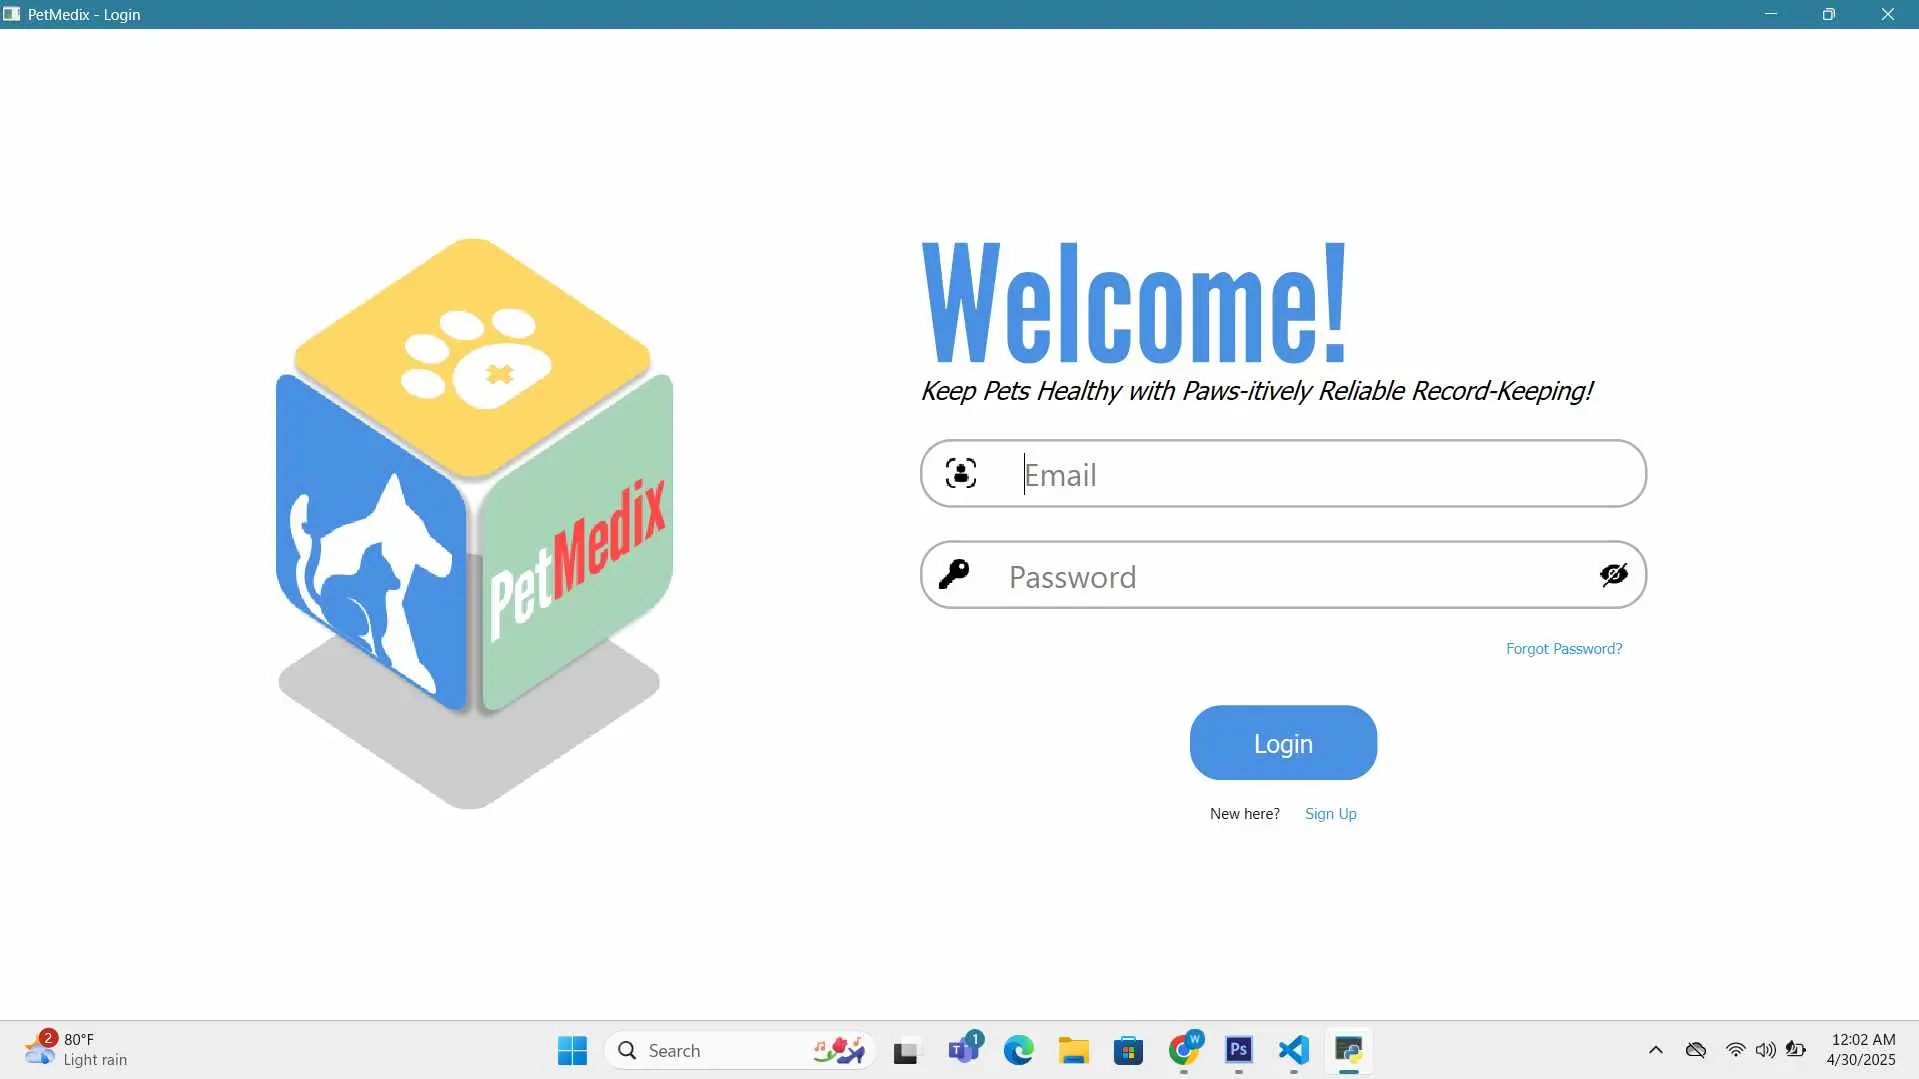 PetMedix - Login
Welcome!
Keep Pets Healthy with Paws-itively Reliable Record-Keeping!
Email
Password
Forgot Password?
Login
New here? Sign Up
PetMedix
2
80°F
Light rain
Search
1
T
W
Ps
12:02 AM
4/30/2025